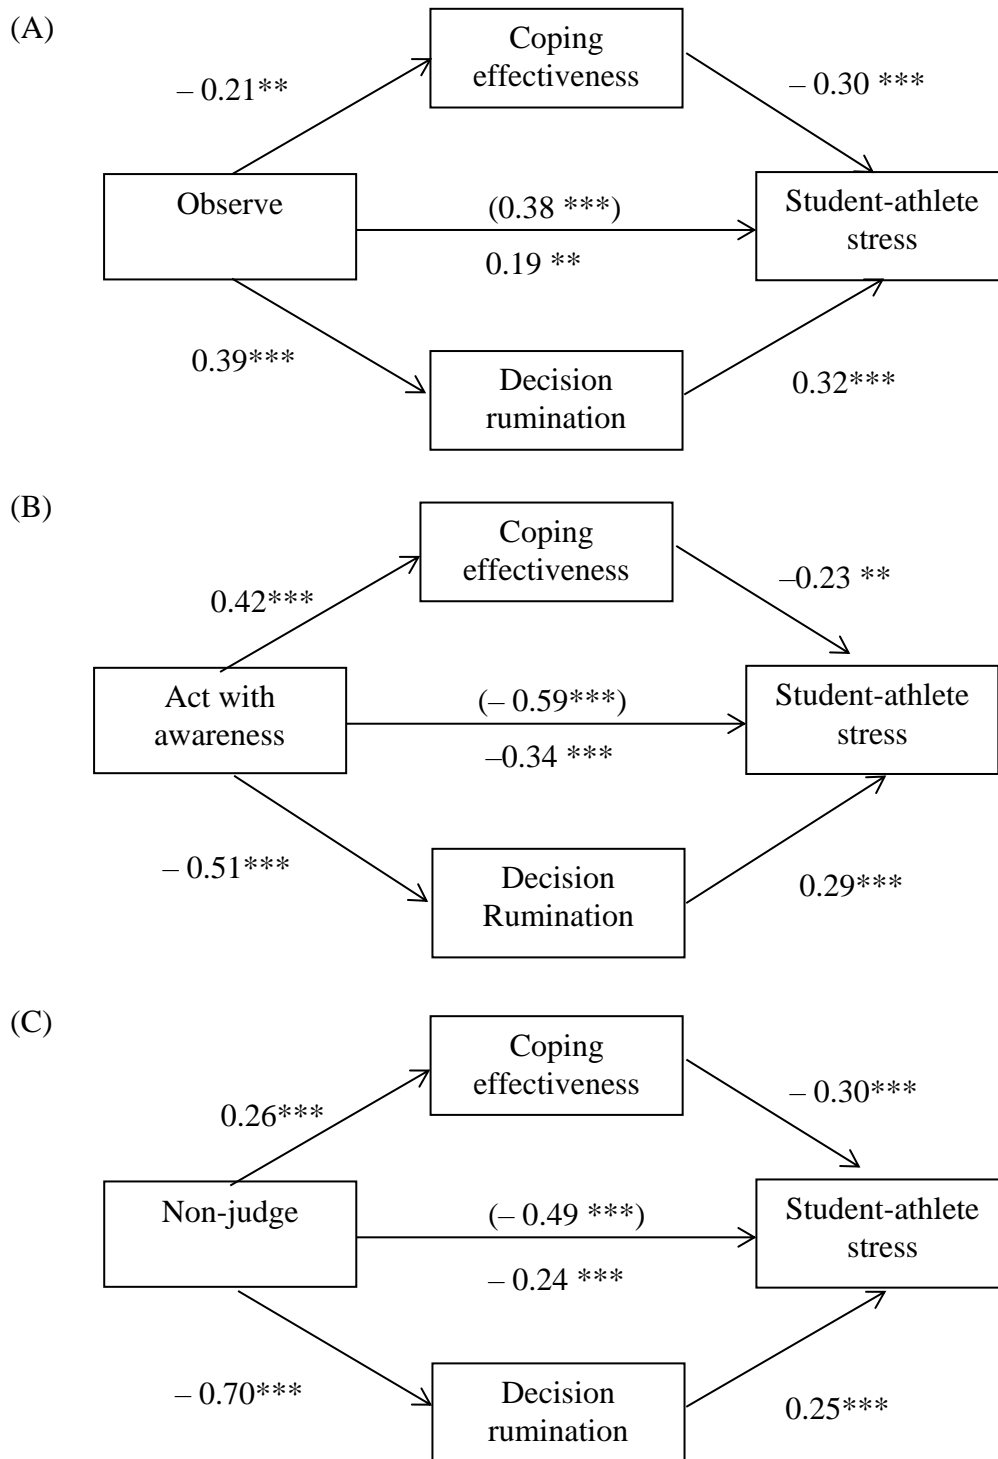 (A)
Coping
effectiveness
– 0.21**
– 0.30 ***
Observe
(0.38 ***)
0.19 **
Student-athlete
stress
0.39***
Decision
rumination
0.32***
(B)
Coping
effectiveness
0.42***
–0.23 **
Act with
awareness
(– 0.59***)
–0.34 ***
Student-athlete
stress
– 0.51***
Decision
Rumination
0.29***
(C)
Coping
effectiveness
0.26***
– 0.30***
Non-judge
(– 0.49 ***)
– 0.24 ***
Student-athlete
stress
– 0.70***
Decision
rumination
0.25***